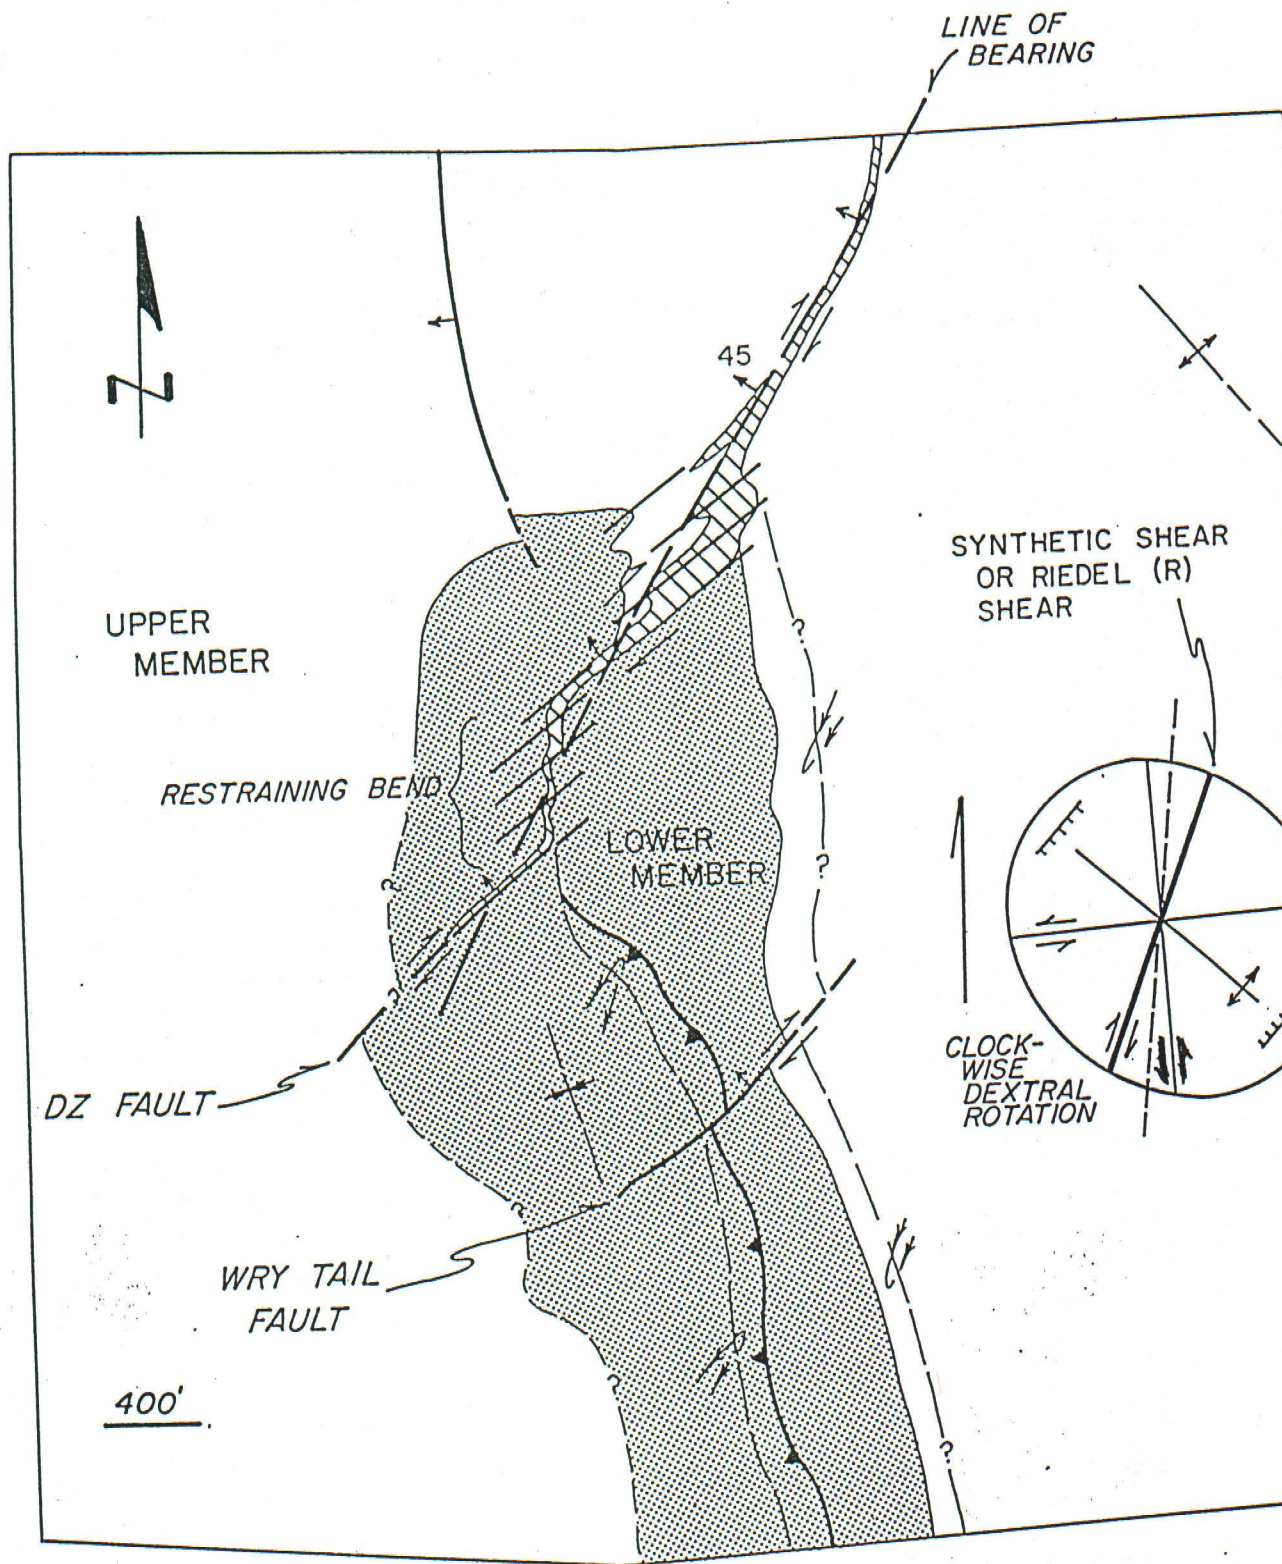 LINE OF
BEARING
N
45
SYNTHETIC SHEAR
OR RIEDEL (R)
SHEAR
UPPER
MEMBER
?
RESTRAINING BEND
LOWER
MEMBER
?
?
?
DZ FAULT
CLOCK-
WISE
DEXTRAL
ROTATION
?
WRY TAIL
FAULT
?
400'
?